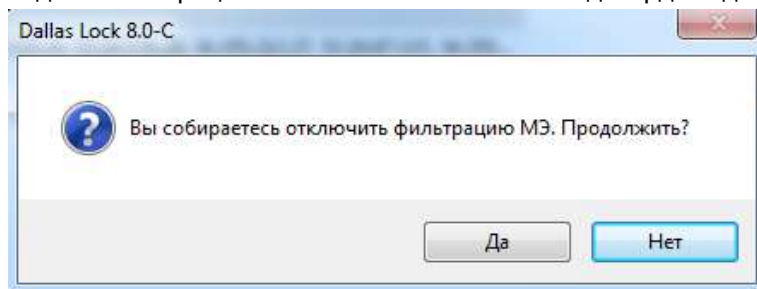 Dallas Lock 8.0-C
Вы собираетесь отключить фильтрацию МЭ. Продолжить?
Да
Нет